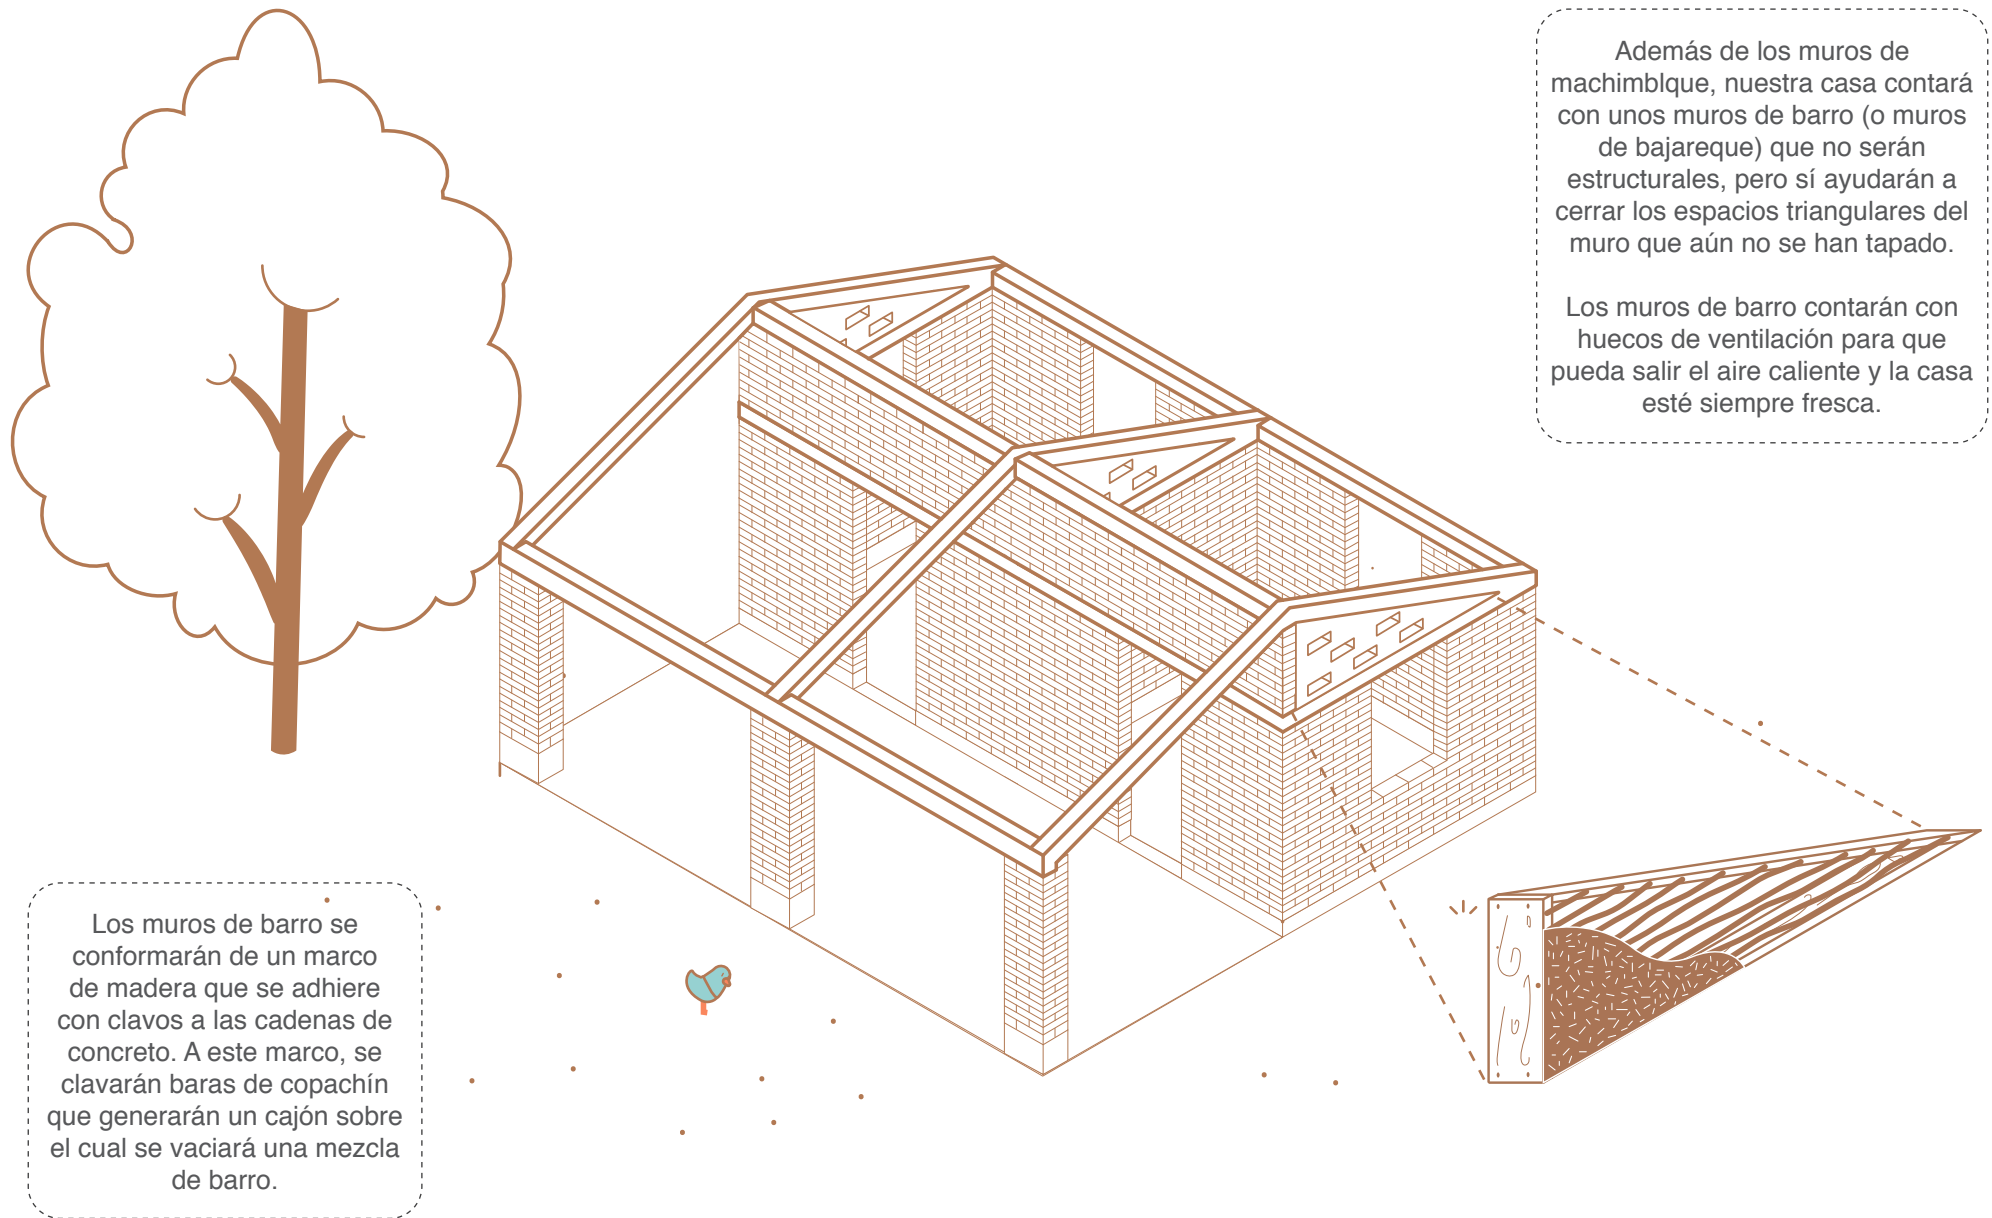 Además de los muros de
machimblque, nuestra casa contará
con unos muros de barro (o muros
de bajareque) que no serán
estructurales, pero sí ayudarán a
cerrar los espacios triangulares del
muro que aún no se han tapado.
Los muros de barro contarán con
huecos de ventilación para que
pueda salir el aire caliente y la casa
esté siempre fresca.
Los muros de barro se
conformarán de un marco
de madera que se adhiere
con clavos a las cadenas de
concreto. A este marco, se
clavarán baras de copachín
que generarán un cajón sobre
el cual se vaciará una mezcla
de barro.